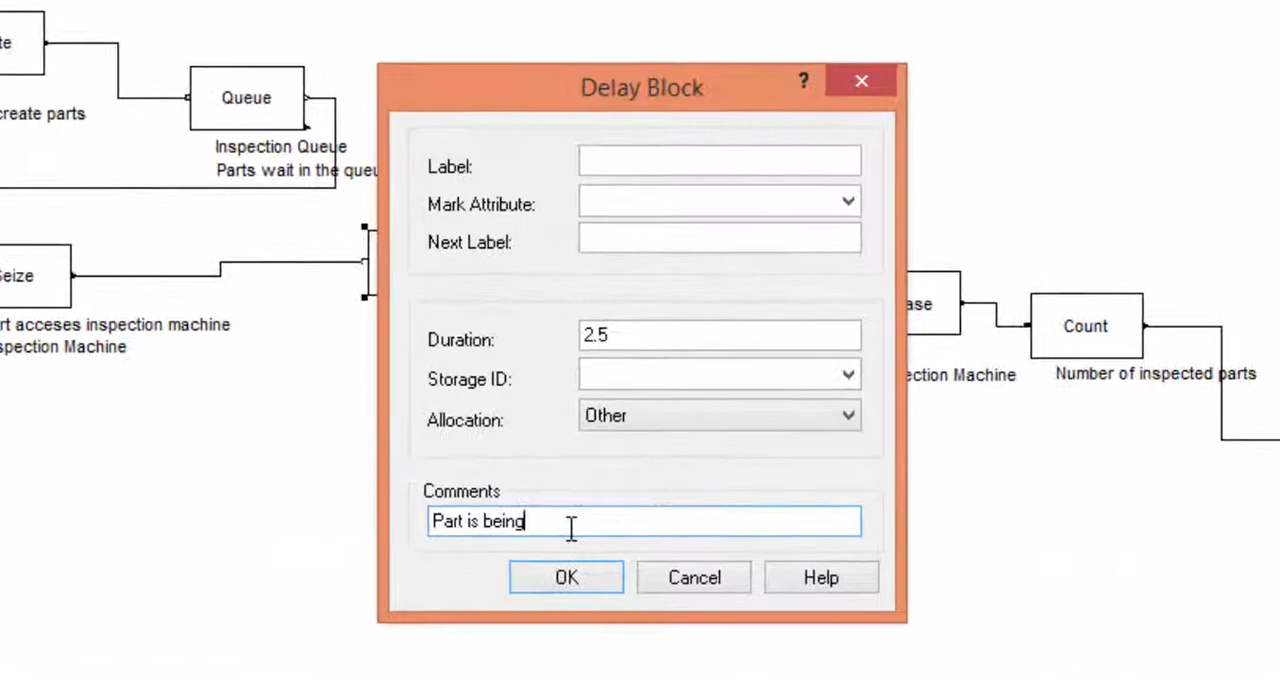 te
create parts
Queue
Inspection Queue
Parts wait in the queu
Seize
rt acceses inspection machine
spection Machine
Delay Block
?
Label:
Mark Attribute:
Next Label:
Duration: 2.5
Storage ID:
Allocation: Other
Comments
Part is being
OK Cancel Help
ase
ection Machine
Count
Number of inspected parts